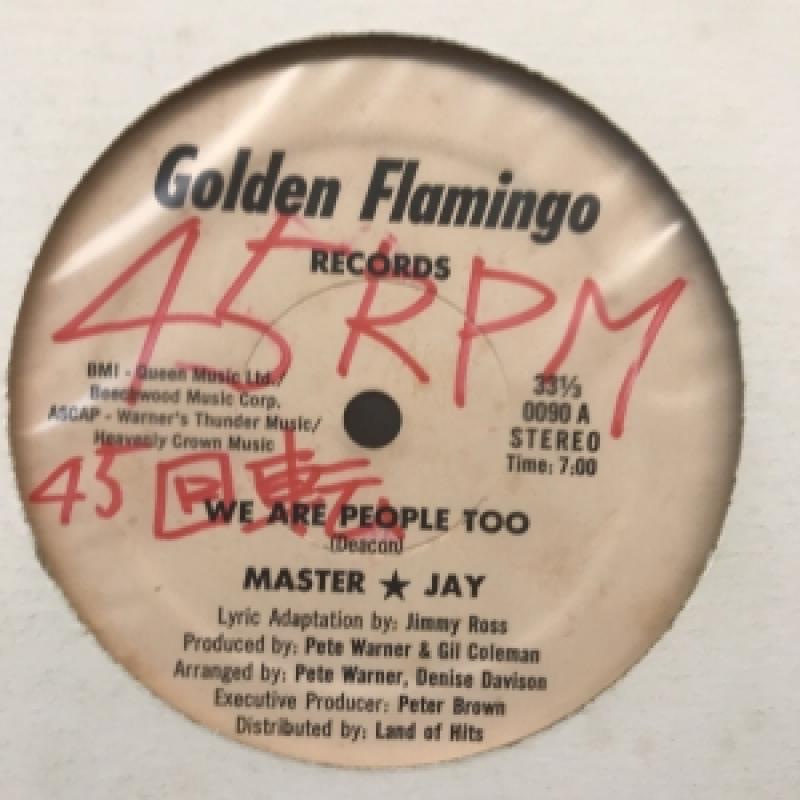 Golden Flamingo
RECORDS
45 RPM
BMI - Queen Music Ltd./
Beechwood Music Corp.
ASCAP - Warner's Thunder Music/
Heavenly Crown Music
33⅓
0090 A
STEREO
Time: 7:00
45回転
WE ARE PEOPLE TOO
(Deacon)
MASTER ★ JAY
Lyric Adaptation by: Jimmy Ross
Produced by: Pete Warner & Gil Coleman
Arranged by: Pete Warner, Denise Davison
Executive Producer: Peter Brown
Distributed by: Land of Hits